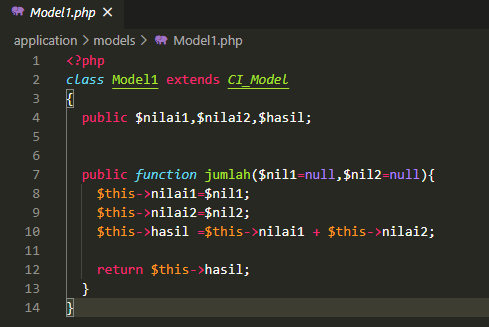 Model1.php ×
application > models > Model1.php
1 <?php
2 class Model1 extends CI_Model
3 {
4 public $nilai1,$nilai2,$hasil;
5
6
7 public function jumlah($nil1=null,$nil2=null){
8 $this->nilai1=$nil1;
9 $this->nilai2=$nil2;
10 $this->hasil =$this->nilai1 + $this->nilai2;
11
12 return $this->hasil;
13 }
14 }